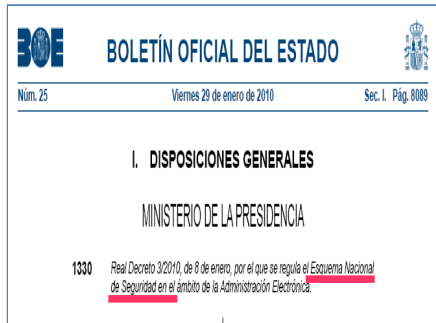 BOE
BOLETÍN OFICIAL DEL ESTADO
Núm. 25 Viernes 29 de enero de 2010 Sec. I. Pág. 8089
I. DISPOSICIONES GENERALES
MINISTERIO DE LA PRESIDENCIA
1330 Real Decreto 3/2010, de 8 de enero, por el que se regula el Esquema Nacional
de Seguridad en el ámbito de la Administración Electrónica.